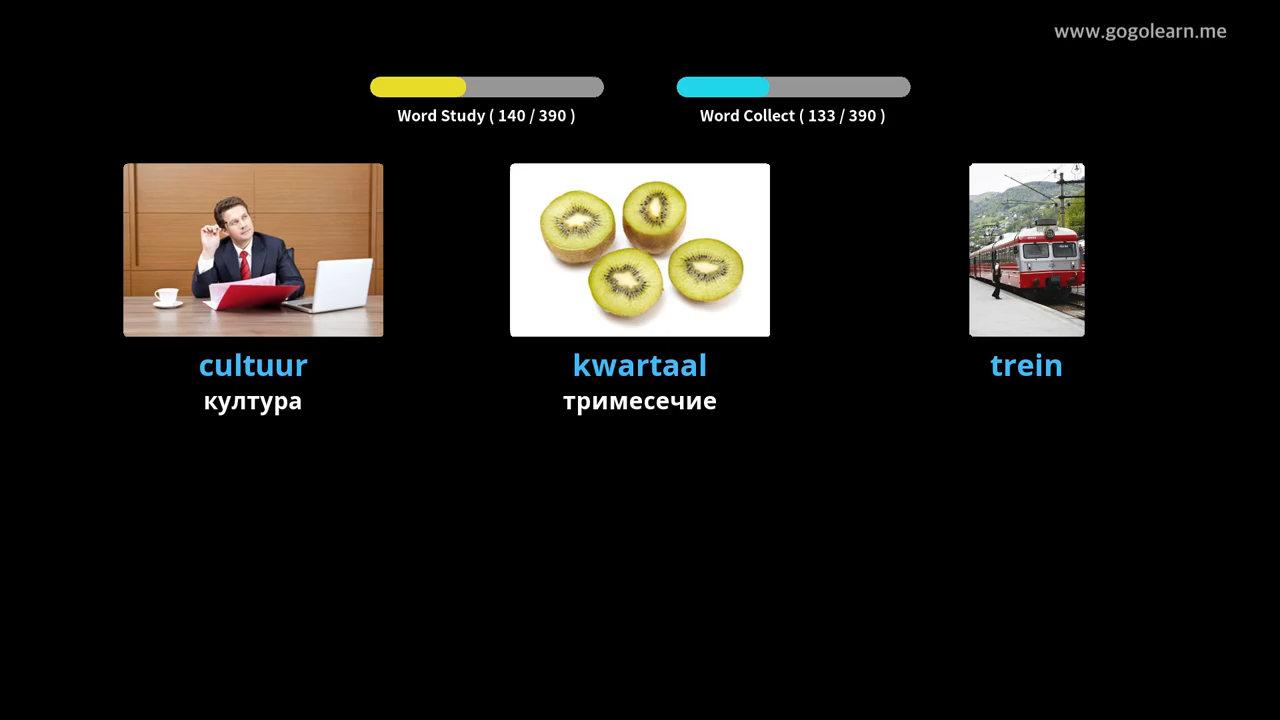 www.gogolearn.me
Word Study ( 140 / 390 )
Word Collect ( 133 / 390 )
cultuur
култура
kwartaal
тримесечие
trein